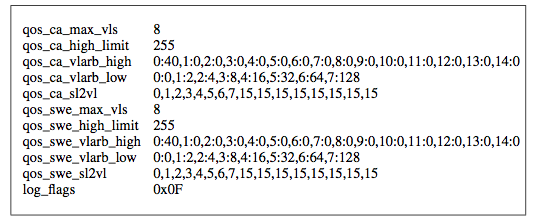 qos_ca_max_vls 8
qos_ca_high_limit 255
qos_ca_vlarb_high 0:40,1:0,2:0,3:0,4:0,5:0,6:0,7:0,8:0,9:0,10:0,11:0,12:0,13:0,14:0
qos_ca_vlarb_low 0:0,1:2,2:4,3:8,4:16,5:32,6:64,7:128
qos_ca_sl2vl 0,1,2,3,4,5,6,7,15,15,15,15,15,15,15,15
qos_swe_max_vls 8
qos_swe_high_limit 255
qos_swe_vlarb_high 0:40,1:0,2:0,3:0,4:0,5:0,6:0,7:0,8:0,9:0,10:0,11:0,12:0,13:0,14:0
qos_swe_vlarb_low 0:0,1:2,2:4,3:8,4:16,5:32,6:64,7:128
qos_swe_sl2vl 0,1,2,3,4,5,6,7,15,15,15,15,15,15,15,15
log_flags 0x0F